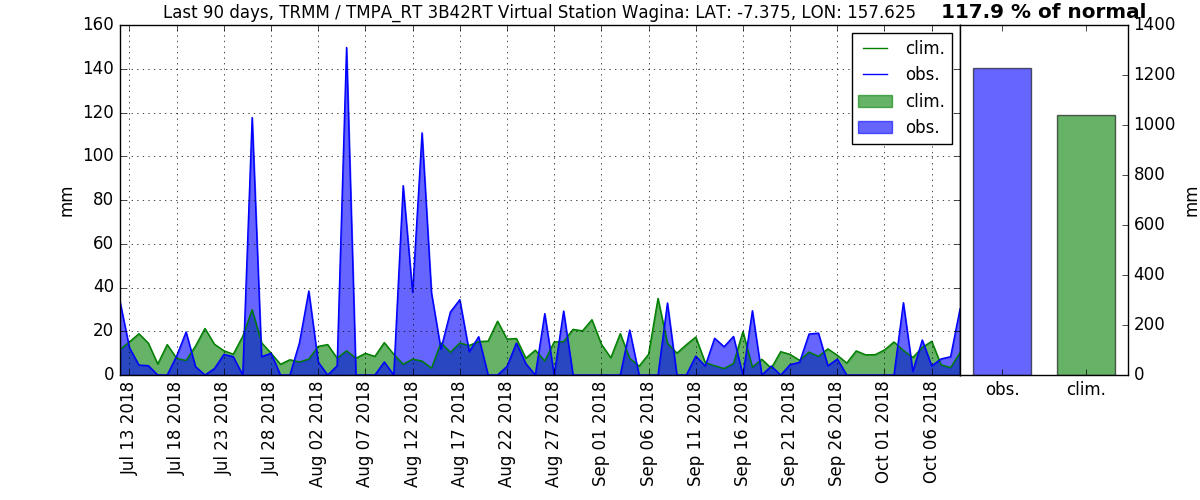 Last 90 days, TRMM / TMPA_RT 3B42RT Virtual Station Wagina: LAT: -7.375, LON: 157.625
117.9 % of normal
160
140
120
100
80
60
40
20
0
mm
clim.
obs.
clim.
obs.
Jul 13 2018
Jul 18 2018
Jul 23 2018
Jul 28 2018
Aug 02 2018
Aug 07 2018
Aug 12 2018
Aug 17 2018
Aug 22 2018
Aug 27 2018
Sep 01 2018
Sep 06 2018
Sep 11 2018
Sep 16 2018
Sep 21 2018
Sep 26 2018
Oct 01 2018
Oct 06 2018
1400
1200
1000
800
600
400
200
0
mm
obs.
clim.